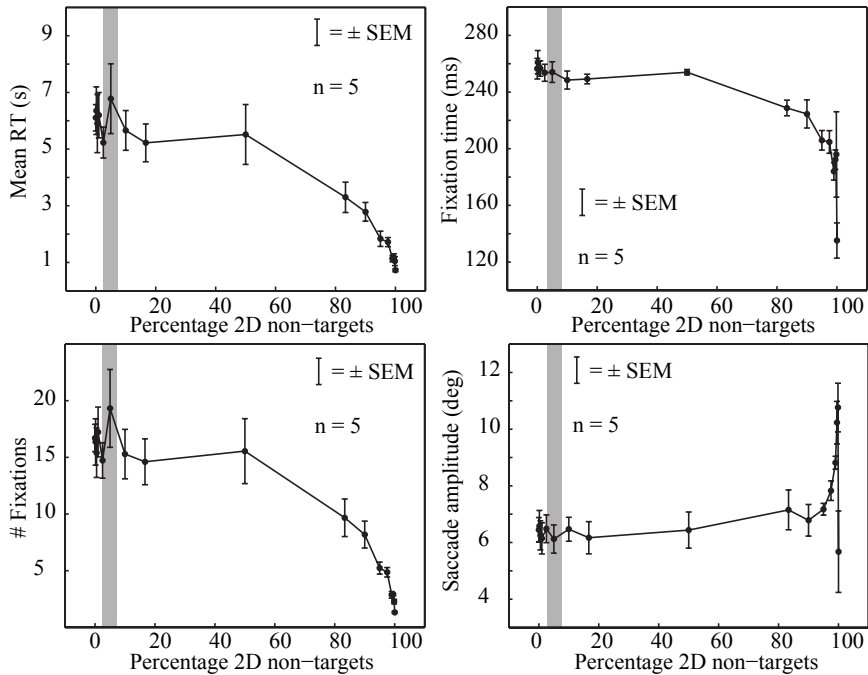 9
7
5
3
1
Mean RT (s)
= ± SEM
n = 5
0 20 40 60 80 100
Percentage 2D non−targets
280
240
200
160
120
Fixation time (ms)
= ± SEM
n = 5
0 20 40 60 80 100
Percentage 2D non−targets
20
15
10
5
# Fixations
= ± SEM
n = 5
0 20 40 60 80 100
Percentage 2D non−targets
12
10
8
6
4
Saccade amplitude (deg)
= ± SEM
n = 5
0 20 40 60 80 100
Percentage 2D non−targets